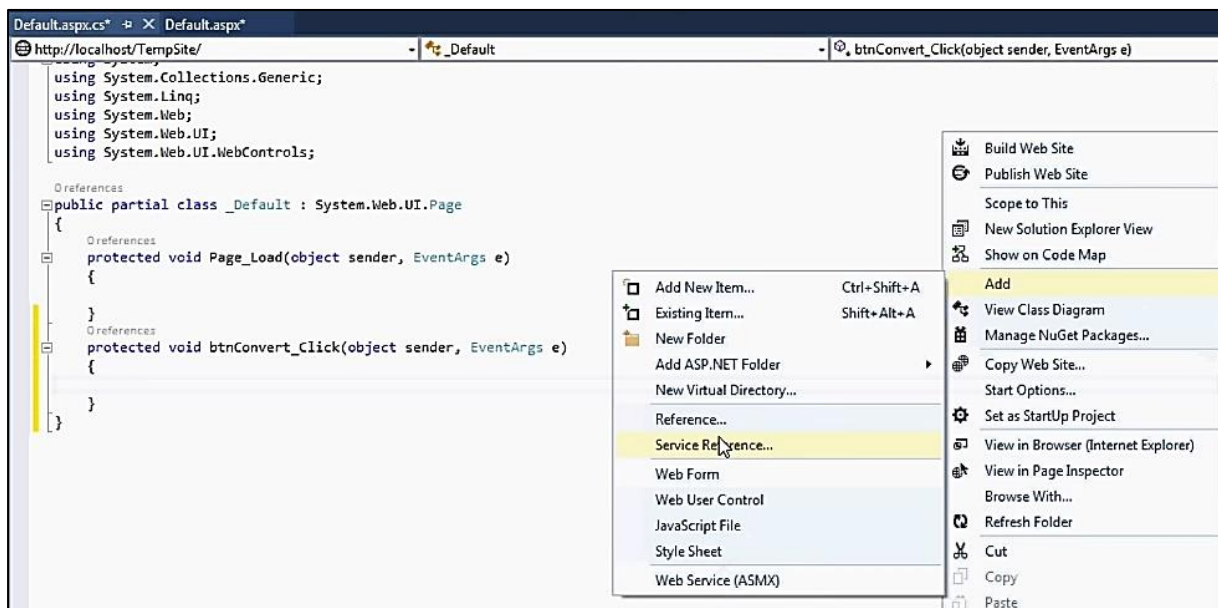 Default.aspx.cs* Default.aspx*
http://localhost/TempSite/ _Default btnConvert_Click(object sender, EventArgs e)
using System;
using System.Collections.Generic;
using System.Linq;
using System.Web;
using System.Web.UI;
using System.Web.UI.WebControls;
0 references
public partial class _Default : System.Web.UI.Page
{
0 references
protected void Page_Load(object sender, EventArgs e)
{
}
0 references
protected void btnConvert_Click(object sender, EventArgs e)
{
}
}
Add New Item... Ctrl+Shift+A
Existing Item... Shift+Alt+A
New Folder
Add ASP.NET Folder
New Virtual Directory...
Reference...
Service Reference...
Web Form
Web User Control
JavaScript File
Style Sheet
Web Service (ASMX)
Build Web Site
Publish Web Site
Scope to This
New Solution Explorer View
Show on Code Map
Add
View Class Diagram
Manage NuGet Packages...
Copy Web Site...
Start Options...
Set as StartUp Project
View in Browser (Internet Explorer)
View in Page Inspector
Browse With...
Refresh Folder
Cut
Copy
Paste